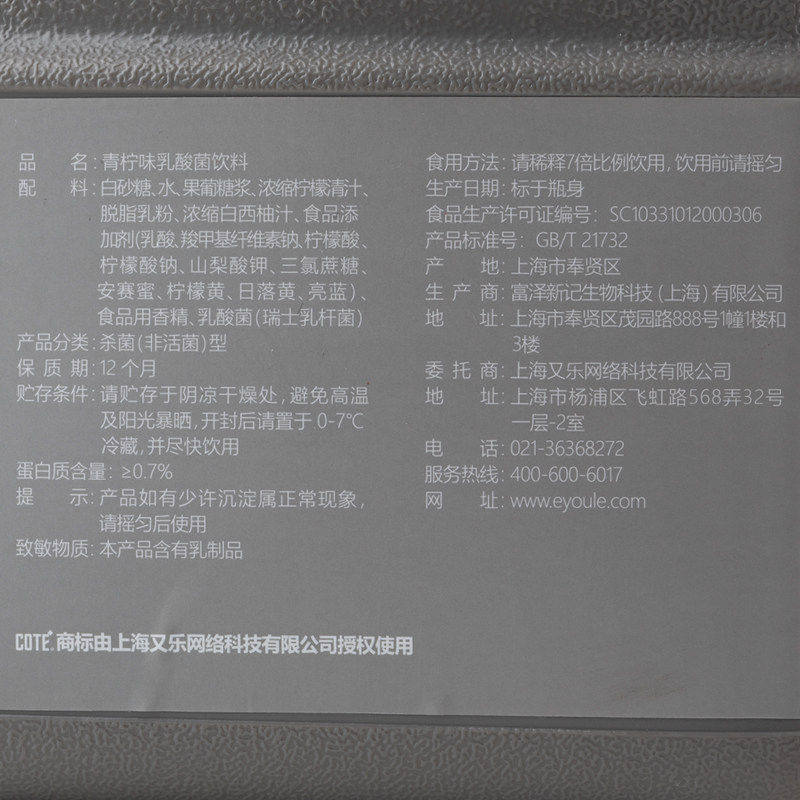 品 名：青柠味乳酸菌饮料
配 料：白砂糖、水、果葡糖浆、浓缩柠檬清汁、
脱脂乳粉、浓缩白西柚汁、食品添
加剂(乳酸、羧甲基纤维素钠、柠檬酸、
柠檬酸钠、山梨酸钾、三氯蔗糖、
安赛蜜、柠檬黄、日落黄、亮蓝)、
食品用香精、乳酸菌(瑞士乳杆菌)
产品分类：杀菌(非活菌)型
保 质 期：12个月
贮存条件：请贮存于阴凉干燥处，避免高温
及阳光暴晒，开封后请置于0-7℃
冷藏，并尽快饮用
蛋白质含量：≥0.7%
提 示：产品如有少许沉淀属正常现象，
请摇匀后使用
致敏物质：本产品含有乳制品
食用方法：请稀释7倍比例饮用，饮用前请摇匀
生产日期：标于瓶身
食品生产许可证编号：SC10331012000306
产品标准号：GB/T 21732
产 地：上海市奉贤区
生 产 商：富泽新记生物科技(上海)有限公司
地 址：上海市奉贤区茂园路888号1幢1楼和
3楼
委 托 商：上海又乐网络科技有限公司
地 址：上海市杨浦区飞虹路568弄32号
一层-2室
电 话：021-36368272
服务热线：400-600-6017
网 址：www.eyoule.com
COTE 商标由上海又乐网络科技有限公司授权使用